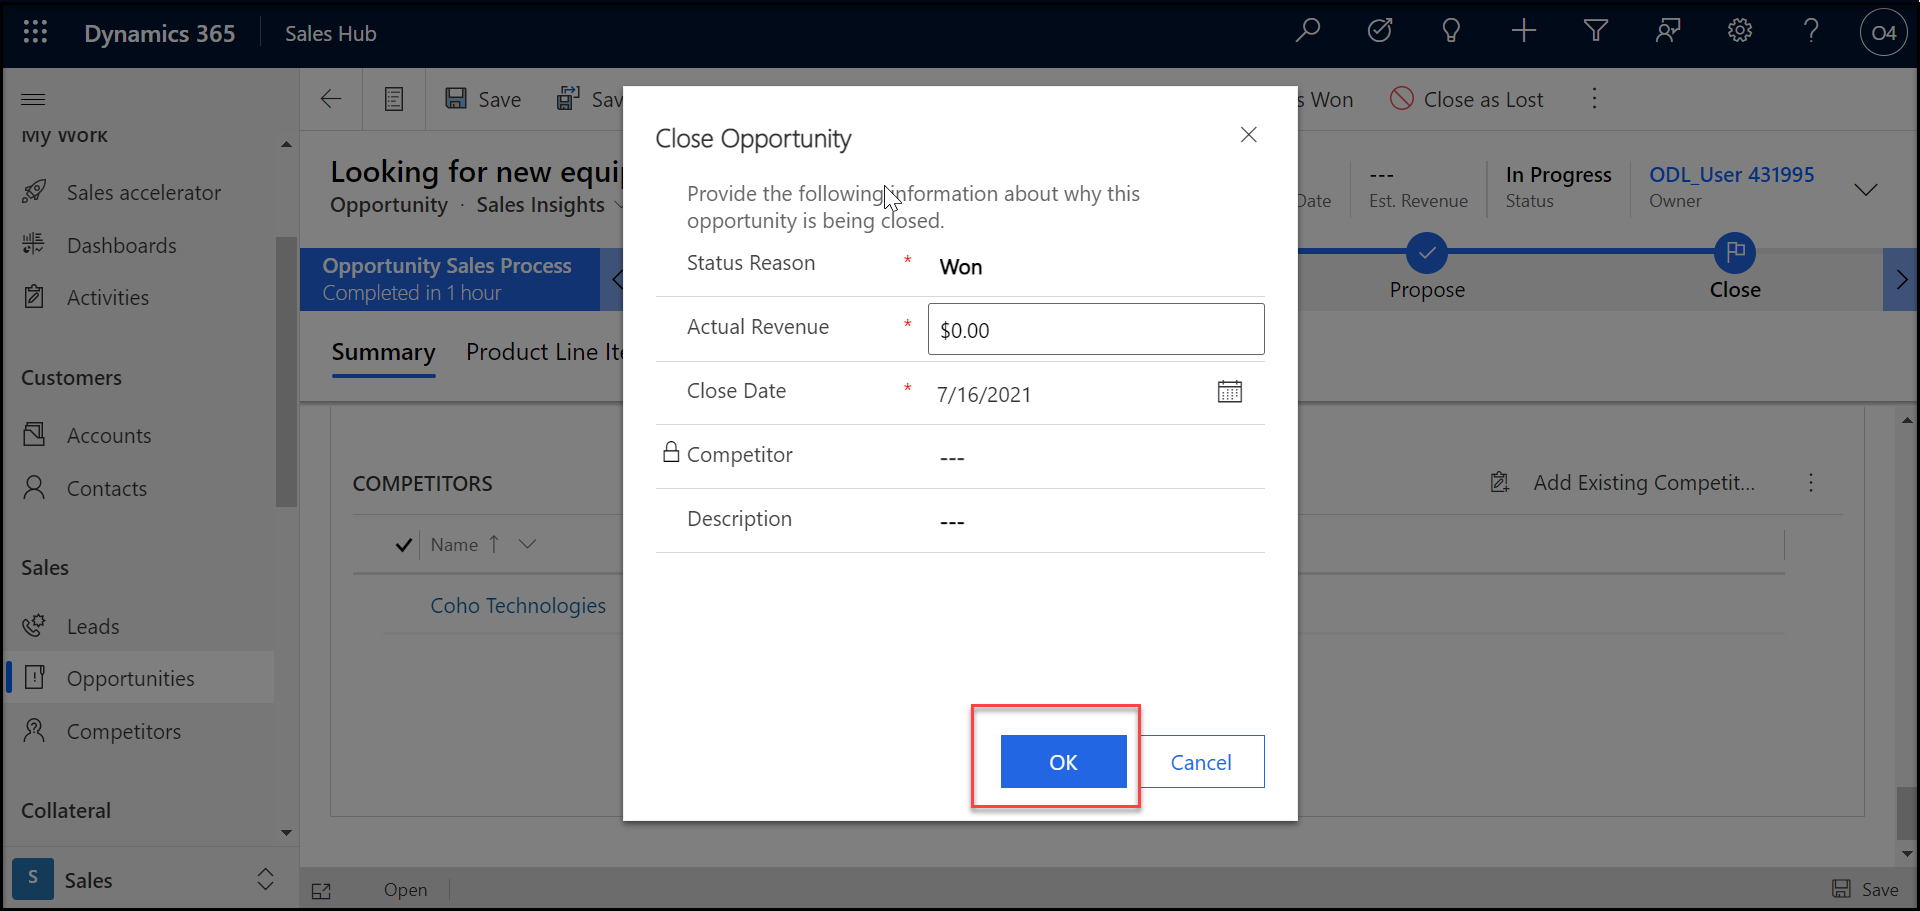 Dynamics 365
Sales Hub
O4
My Work
Sales accelerator
Dashboards
Activities
Customers
Accounts
Contacts
Sales
Leads
Opportunities
Competitors
Collateral
S Sales
Save
Sav
s Won
Close as Lost
Looking for new equip
Opportunity · Sales Insights
Date
---
Est. Revenue
In Progress
Status
ODL_User 431995
Owner
Opportunity Sales Process
Completed in 1 hour
Propose
Close
Summary
Product Line Ite
COMPETITORS
Add Existing Competit...
Name
Coho Technologies
Close Opportunity
Provide the following information about why this
opportunity is being closed.
Status Reason * Won
Actual Revenue * $0.00
Close Date * 7/16/2021
Competitor ---
Description ---
OK
Cancel
Open
Save